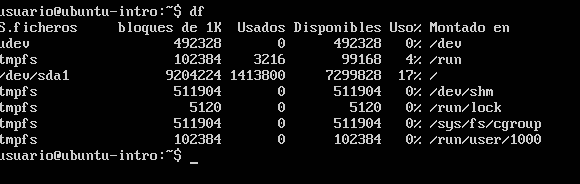 usuario@ubuntu-intro:~$ df
S.ficheros     bloques de 1K  Usados Disponibles Uso% Montado en
udev                  492328       0      492328   0% /dev
tmpfs                 102384    3216       99168   4% /run
/dev/sda1            9204224 1413800     7299828  17% /
tmpfs                 511904       0      511904   0% /dev/shm
tmpfs                   5120       0        5120   0% /run/lock
tmpfs                 511904       0      511904   0% /sys/fs/cgroup
tmpfs                 102384       0      102384   0% /run/user/1000
usuario@ubuntu-intro:~$ _